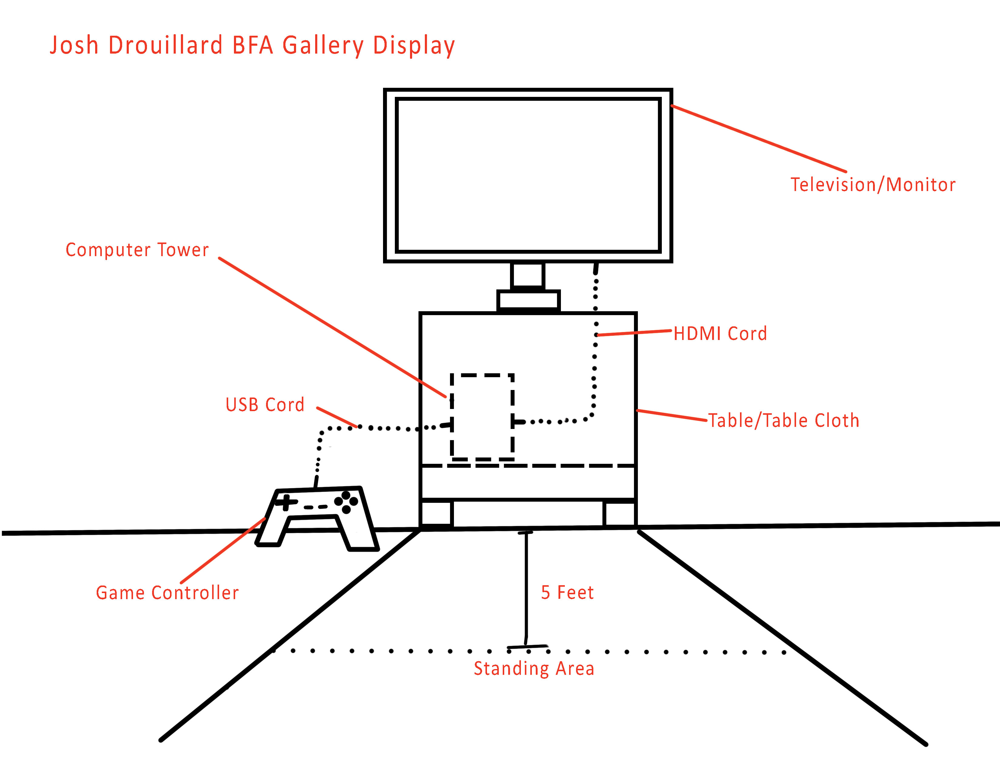 Josh Drouillard BFA Gallery Display
Television/Monitor
Computer Tower
HDMI Cord
USB Cord
Table/Table Cloth
Game Controller
5 Feet
Standing Area